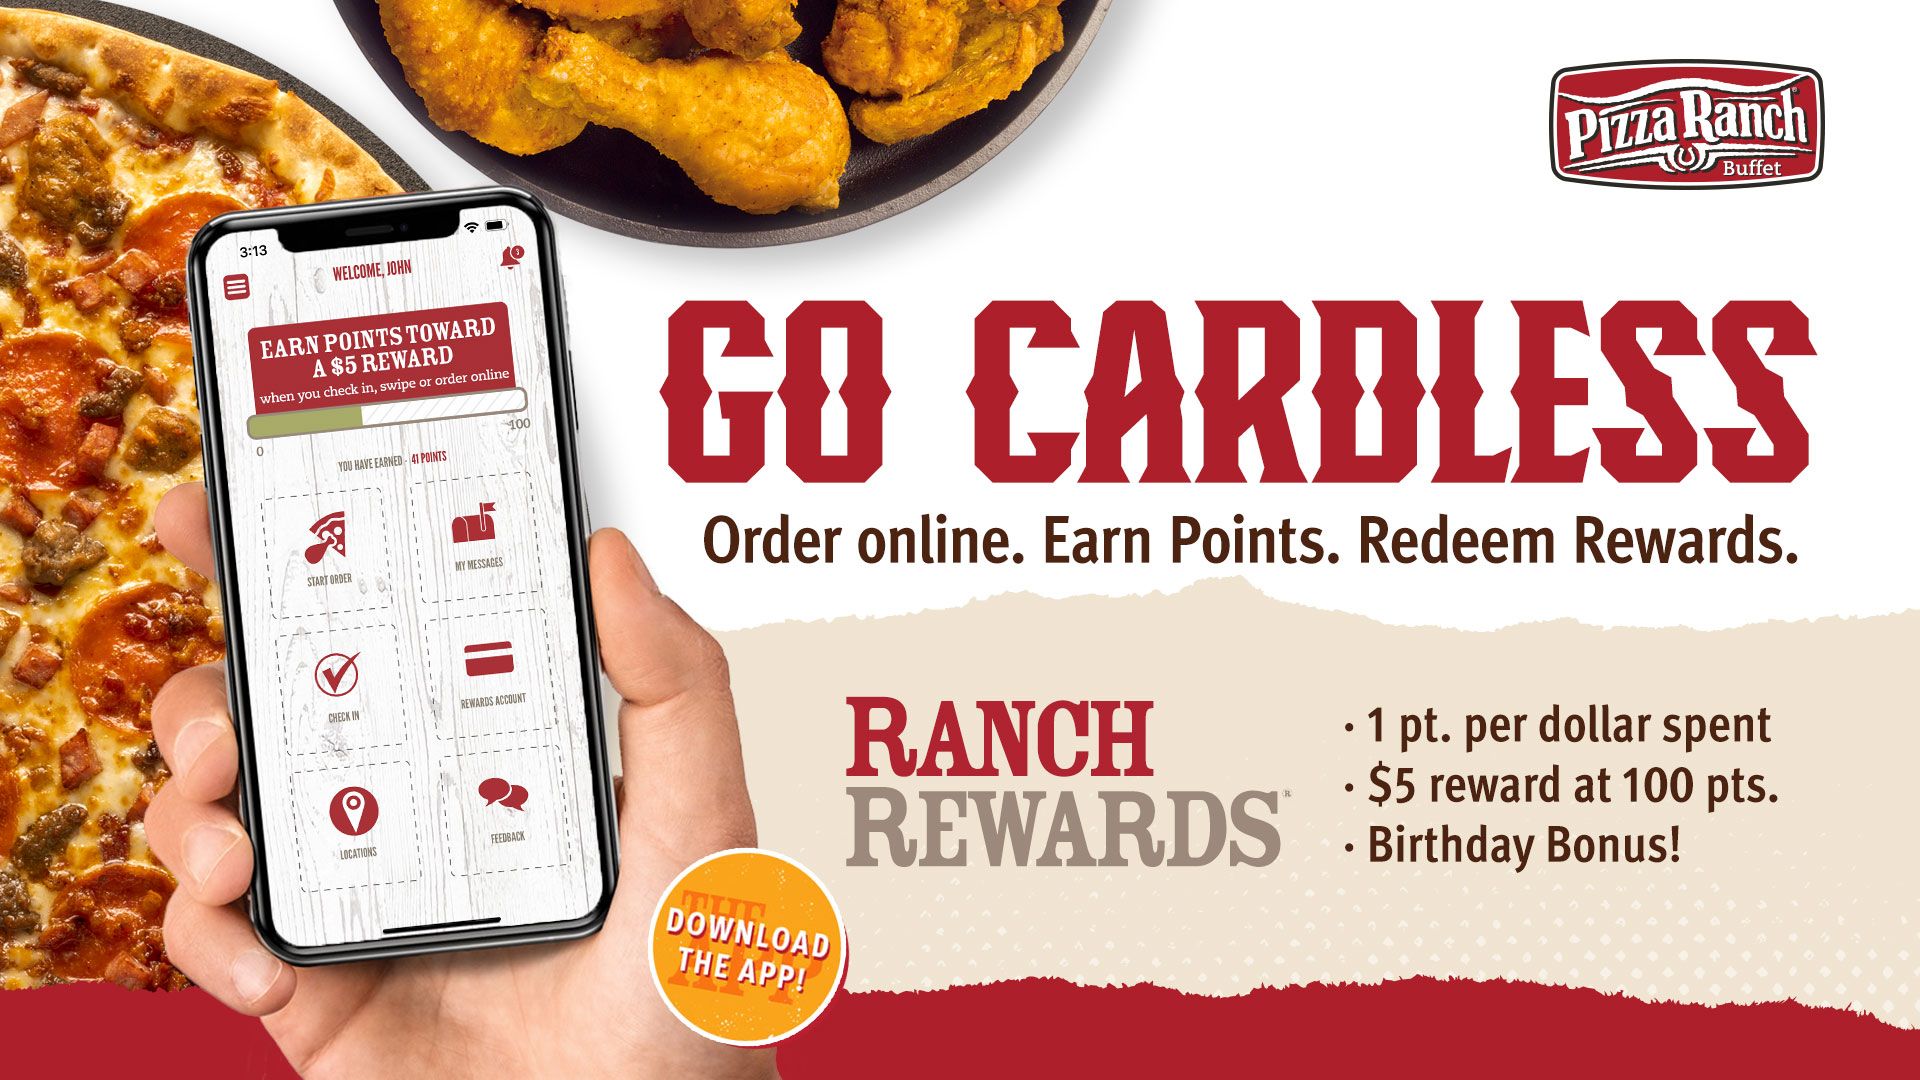 Pizza Ranch®
Buffet
3:13
WELCOME, JOHN
3
EARN POINTS TOWARD
A $5 REWARD
when you check in, swipe or order online
0
100
YOU HAVE EARNED - 41 POINTS
START ORDER
MY MESSAGES
CHECK IN
REWARDS ACCOUNT
LOCATIONS
FEEDBACK
GO CARDLESS
Order online. Earn Points. Redeem Rewards.
RANCH
REWARDS®
· 1 pt. per dollar spent
· $5 reward at 100 pts.
· Birthday Bonus!
THE
APP
DOWNLOAD
THE APP!